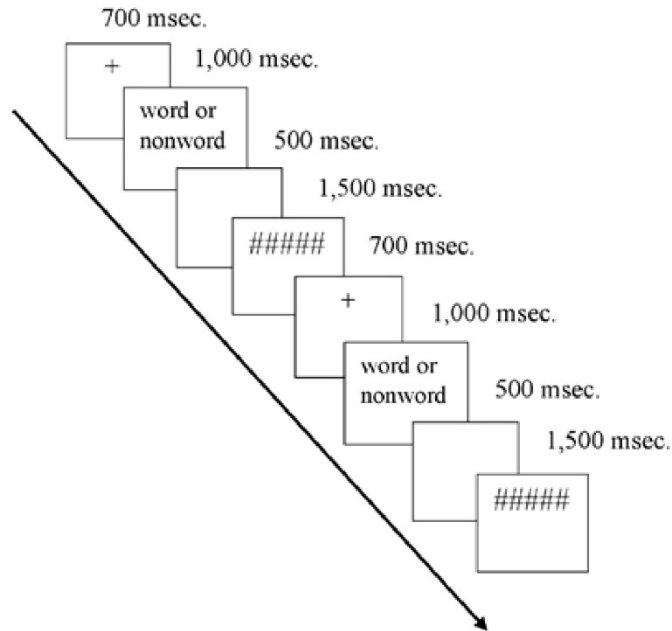 700 msec.
+
1,000 msec.
word or
nonword
500 msec.
1,500 msec.
#####
700 msec.
+
1,000 msec.
word or
nonword
500 msec.
1,500 msec.
#####